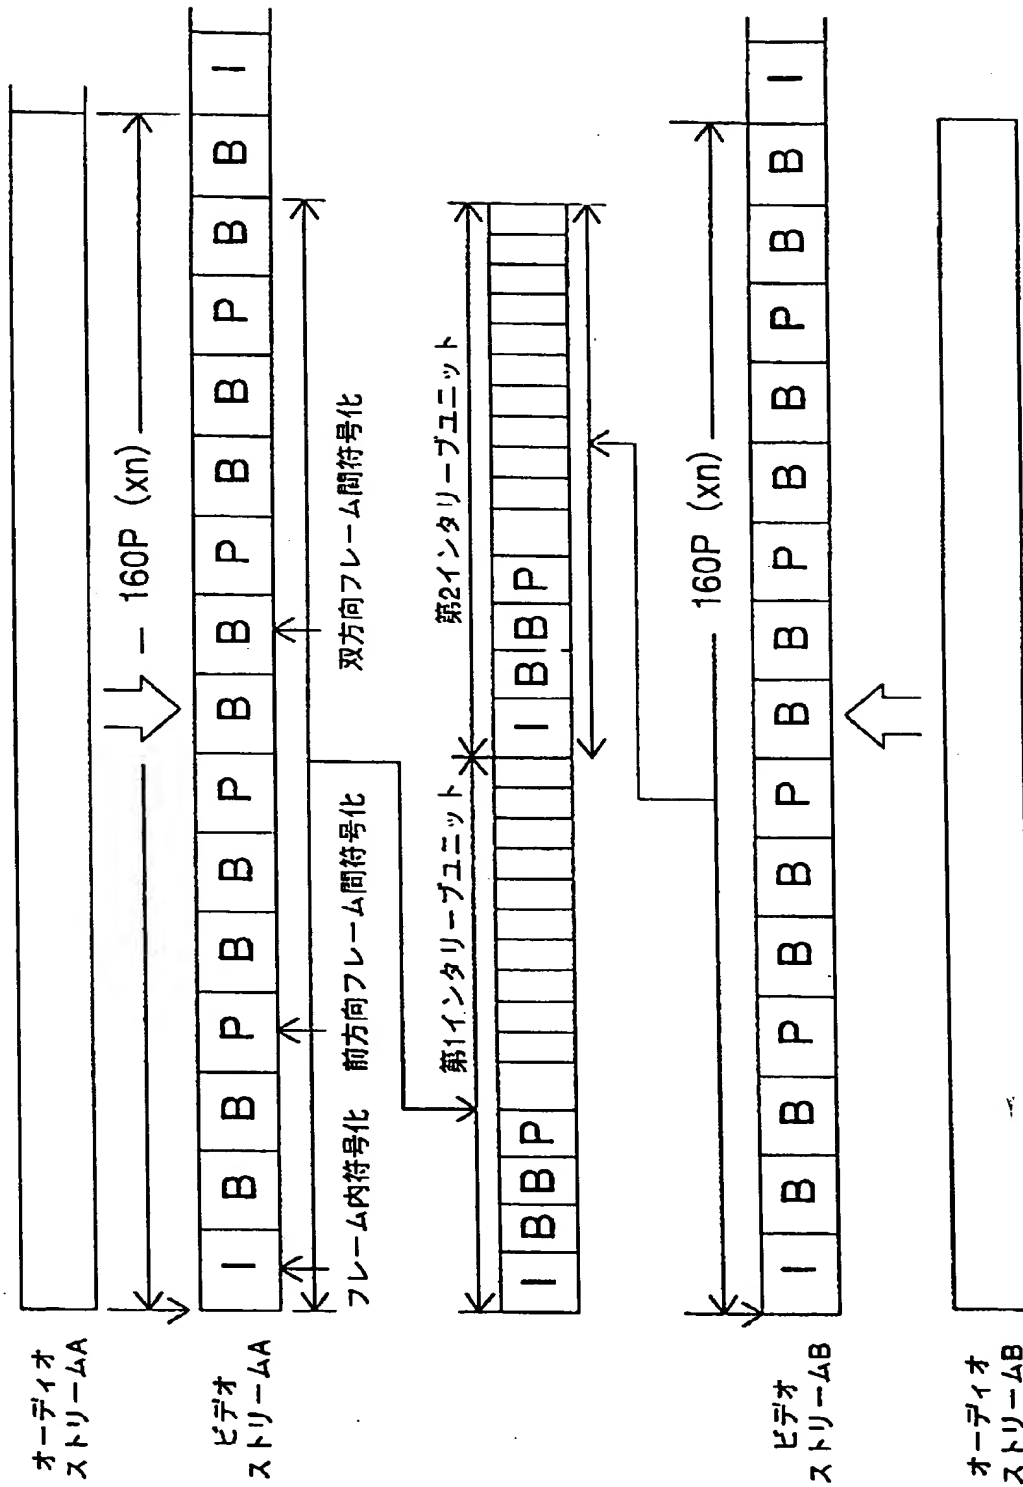 オーディオ
ストリームA
160P (xn)
ビデオ
ストリームA
I B B P B B P B B P B B P B B I
フレーム内符号化 前方向フレーム間符号化 双方向フレーム間符号化
第1インタリーブユニット 第2インタリーブユニット
I B B P I B B P
160P (xn)
ビデオ
ストリームB
I B B P B B P B B P B B P B B I
オーディオ
ストリームB